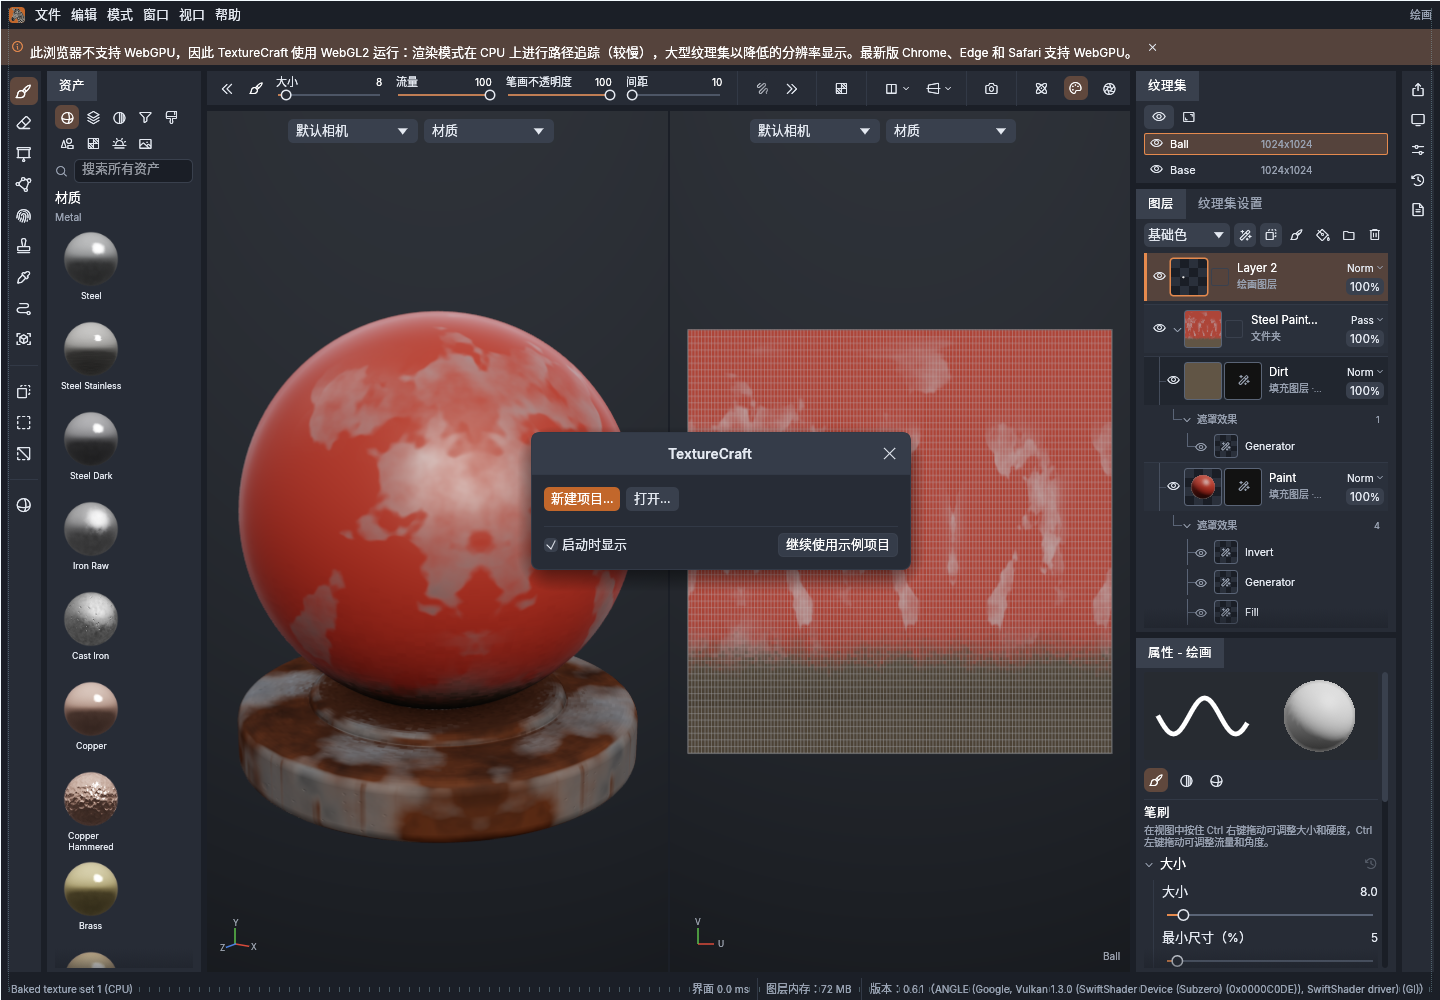 文件 编辑 模式 窗口 视口 帮助
绘画
此浏览器不支持 WebGPU，因此 TextureCraft 使用 WebGL2 运行：渲染模式在 CPU 上进行路径追踪（较慢），大型纹理集以降低的分辨率显示。最新版 Chrome、Edge 和 Safari 支持 WebGPU。
资产
大小 8 流量 100 笔画不透明度 100 间距 10
纹理集
默认相机 材质 默认相机 材质
Ball 1024x1024
Base 1024x1024
搜索所有资产
材质
Metal
Steel
Steel Stainless
Steel Dark
Iron Raw
Cast Iron
Copper
Copper Hammered
Brass
图层 纹理集设置
基础色
Layer 2 Norm
绘画图层 100%
Steel Paint... Pass
文件夹 100%
Dirt Norm
填充图层 ·... 100%
遮罩效果 1
Generator
Paint Norm
填充图层 ·... 100%
遮罩效果 4
Invert
Generator
Fill
TextureCraft
新建项目... 打开...
启动时显示 继续使用示例项目
属性 - 绘画
笔刷
在视图中按住 Ctrl 右键拖动可调整大小和硬度，Ctrl
左键拖动可调整流量和角度。
大小
大小 8.0
最小尺寸（%） 5
Y
Z X
V
U
Ball
Baked texture set 1 (CPU)
界面 0.0 ms 图层内存：72 MB 版本：0.6.1（ANGLE (Google, Vulkan 1.3.0 (SwiftShader Device (Subzero) (0x0000C0DE)), SwiftShader driver) (GI)）